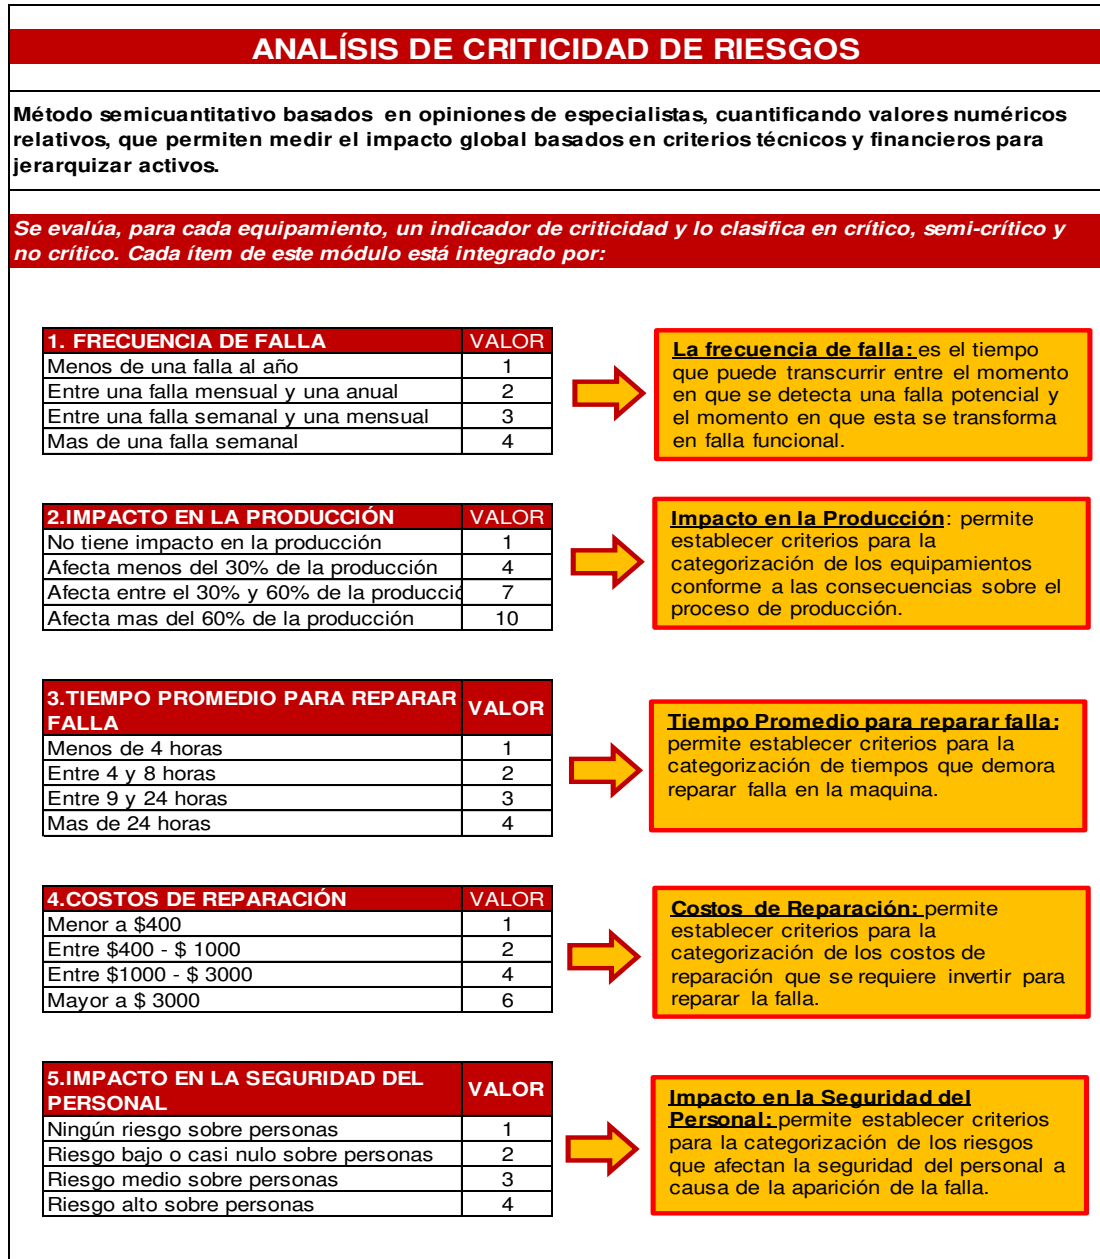 ANALÍSIS DE CRITICIDAD DE RIESGOS
Método semicuantitativo basados en opiniones de especialistas, cuantificando valores numéricos
relativos, que permiten medir el impacto global basados en criterios técnicos y financieros para
jerarquizar activos.
Se evalúa, para cada equipamiento, un indicador de criticidad y lo clasifica en crítico, semi-crítico y
no crítico. Cada ítem de este módulo está integrado por:
1. FRECUENCIA DE FALLA VALOR
Menos de una falla al año 1
Entre una falla mensual y una anual 2
Entre una falla semanal y una mensual 3
Mas de una falla semanal 4
La frecuencia de falla: es el tiempo
que puede transcurrir entre el momento
en que se detecta una falla potencial y
el momento en que esta se transforma
en falla funcional.
2.IMPACTO EN LA PRODUCCIÓN VALOR
No tiene impacto en la producción 1
Afecta menos del 30% de la producción 4
Afecta entre el 30% y 60% de la producció 7
Afecta mas del 60% de la producción 10
Impacto en la Producción: permite
establecer criterios para la
categorización de los equipamientos
conforme a las consecuencias sobre el
proceso de producción.
3.TIEMPO PROMEDIO PARA REPARAR
FALLA VALOR
Menos de 4 horas 1
Entre 4 y 8 horas 2
Entre 9 y 24 horas 3
Mas de 24 horas 4
Tiempo Promedio para reparar falla:
permite establecer criterios para la
categorización de tiempos que demora
reparar falla en la maquina.
4.COSTOS DE REPARACIÓN VALOR
Menor a $400 1
Entre $400 - $ 1000 2
Entre $1000 - $ 3000 4
Mayor a $ 3000 6
Costos de Reparación: permite
establecer criterios para la
categorización de los costos de
reparación que se requiere invertir para
reparar la falla.
5.IMPACTO EN LA SEGURIDAD DEL
PERSONAL VALOR
Ningún riesgo sobre personas 1
Riesgo bajo o casi nulo sobre personas 2
Riesgo medio sobre personas 3
Riesgo alto sobre personas 4
Impacto en la Seguridad del
Personal: permite establecer criterios
para la categorización de los riesgos
que afectan la seguridad del personal a
causa de la aparición de la falla.